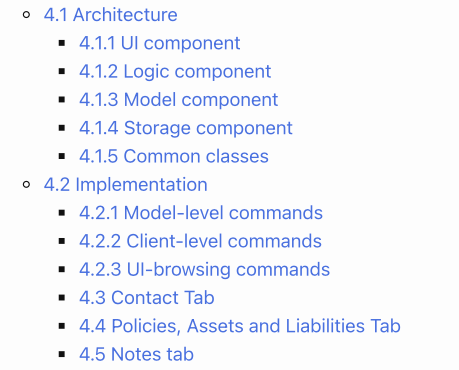 4.1 Architecture
4.1.1 UI component
4.1.2 Logic component
4.1.3 Model component
4.1.4 Storage component
4.1.5 Common classes
4.2 Implementation
4.2.1 Model-level commands
4.2.2 Client-level commands
4.2.3 UI-browsing commands
4.3 Contact Tab
4.4 Policies, Assets and Liabilities Tab
4.5 Notes tab